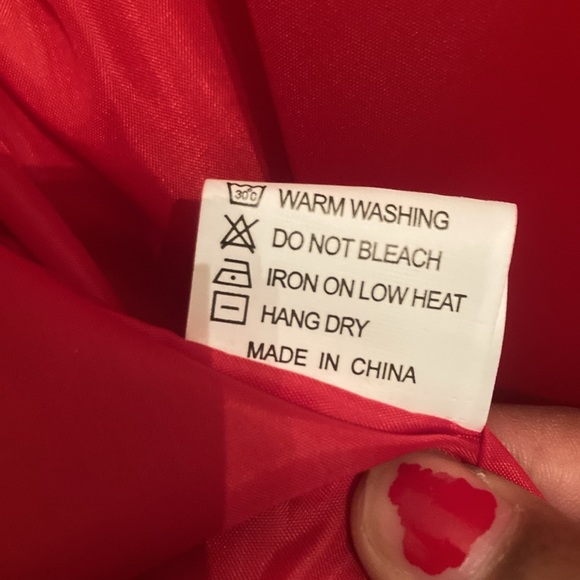 30°C WARM WASHING
DO NOT BLEACH
IRON ON LOW HEAT
HANG DRY
MADE IN CHINA